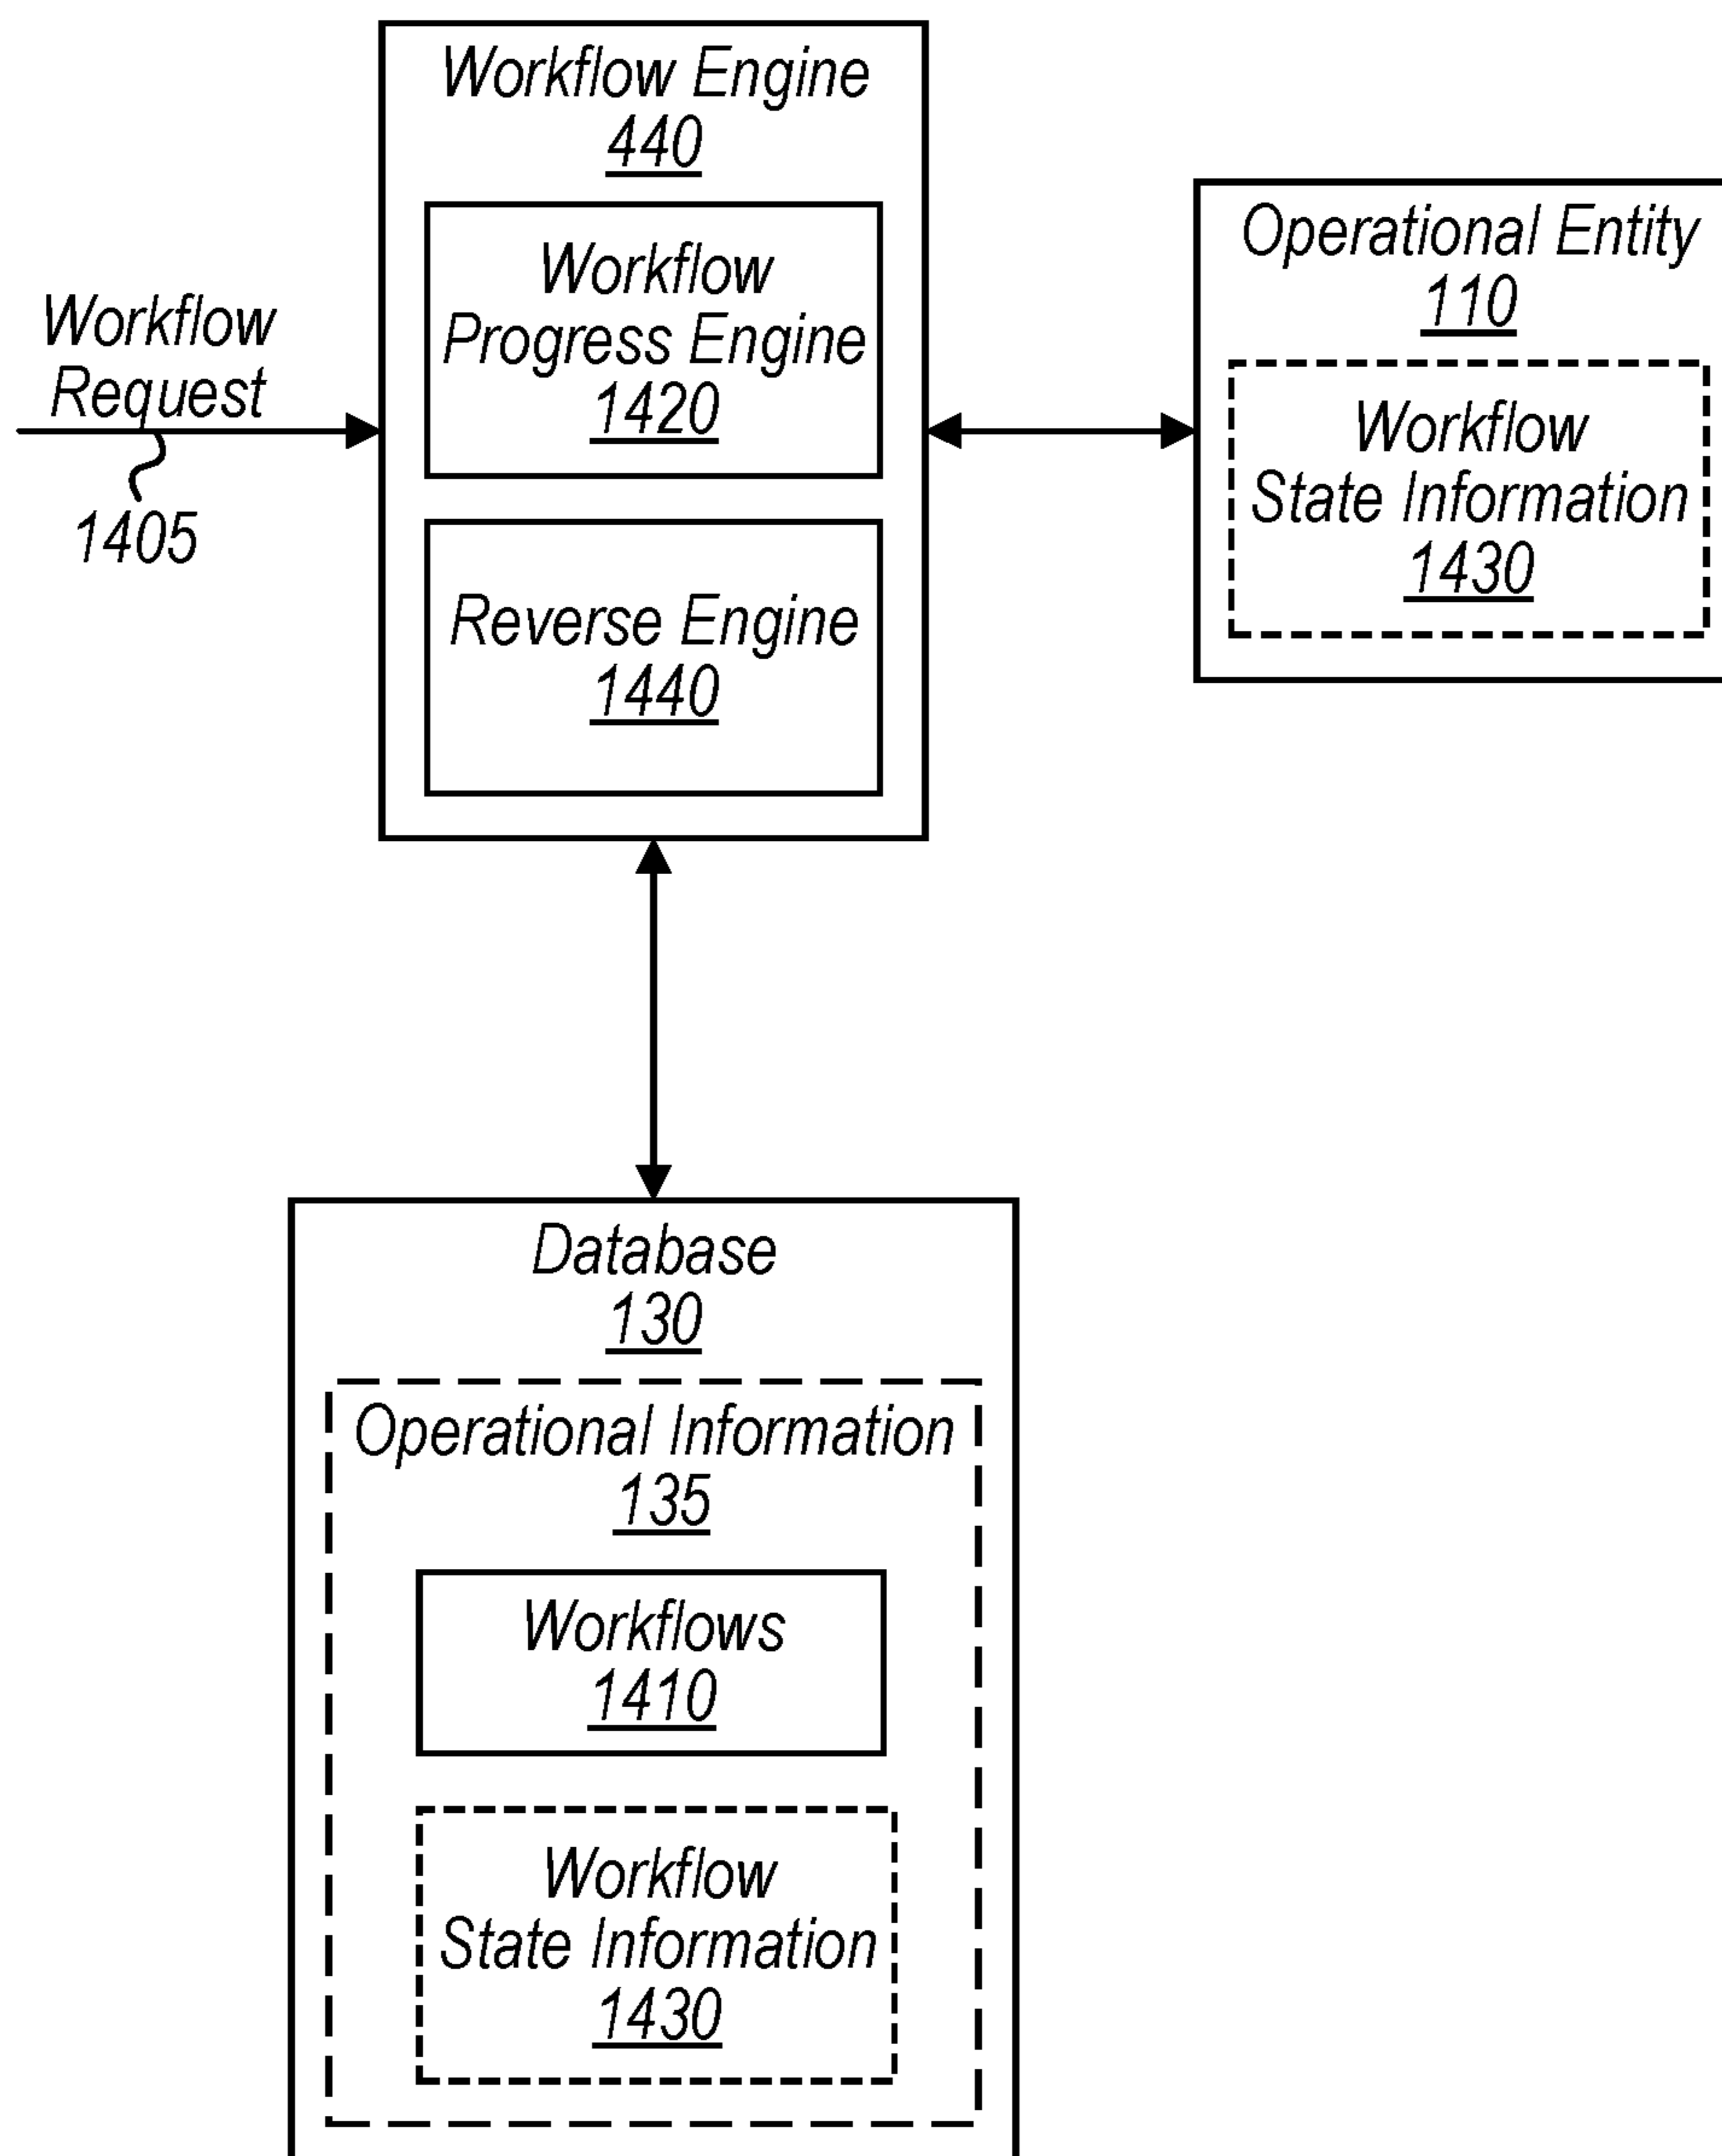 Workflow Engine
440
Workflow
Progress Engine
1420
Reverse Engine
1440
Workflow
Request
1405
Operational Entity
110
Workflow
State Information
1430
Database
130
Operational Information
135
Workflows
1410
Workflow
State Information
1430